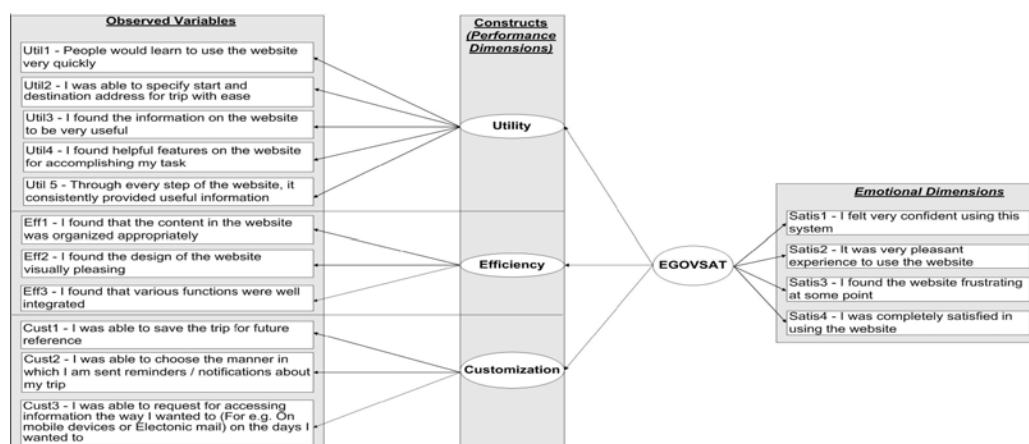 Observed Variables
Util1 - People would learn to use the website
very quickly
Util2 - I was able to specify start and
destination address for trip with ease
Util3 - I found the information on the website
to be very useful
Util4 - I found helpful features on the website
for accomplishing my task
Util 5 - Through every step of the website, it
consistently provided useful information
Eff1 - I found that the content in the website
was organized appropriately
Eff2 - I found the design of the website
visually pleasing
Eff3 - I found that various functions were well
integrated
Cust1 - I was able to save the trip for future
reference
Cust2 - I was able to choose the manner in
which I am sent reminders / notifications about
my trip
Cust3 - I was able to request for accessing
information the way I wanted to (For e.g. On
mobile devices or Electonic mail) on the days I
wanted to
Constructs
(Performance
Dimensions)
Utility
Efficiency
Customization
EGOVSAT
Emotional Dimensions
Satis1 - I felt very confident using this
system
Satis2 - It was very pleasant
experience to use the website
Satis3 - I found the website frustrating
at some point
Satis4 - I was completely satisfied in
using the website